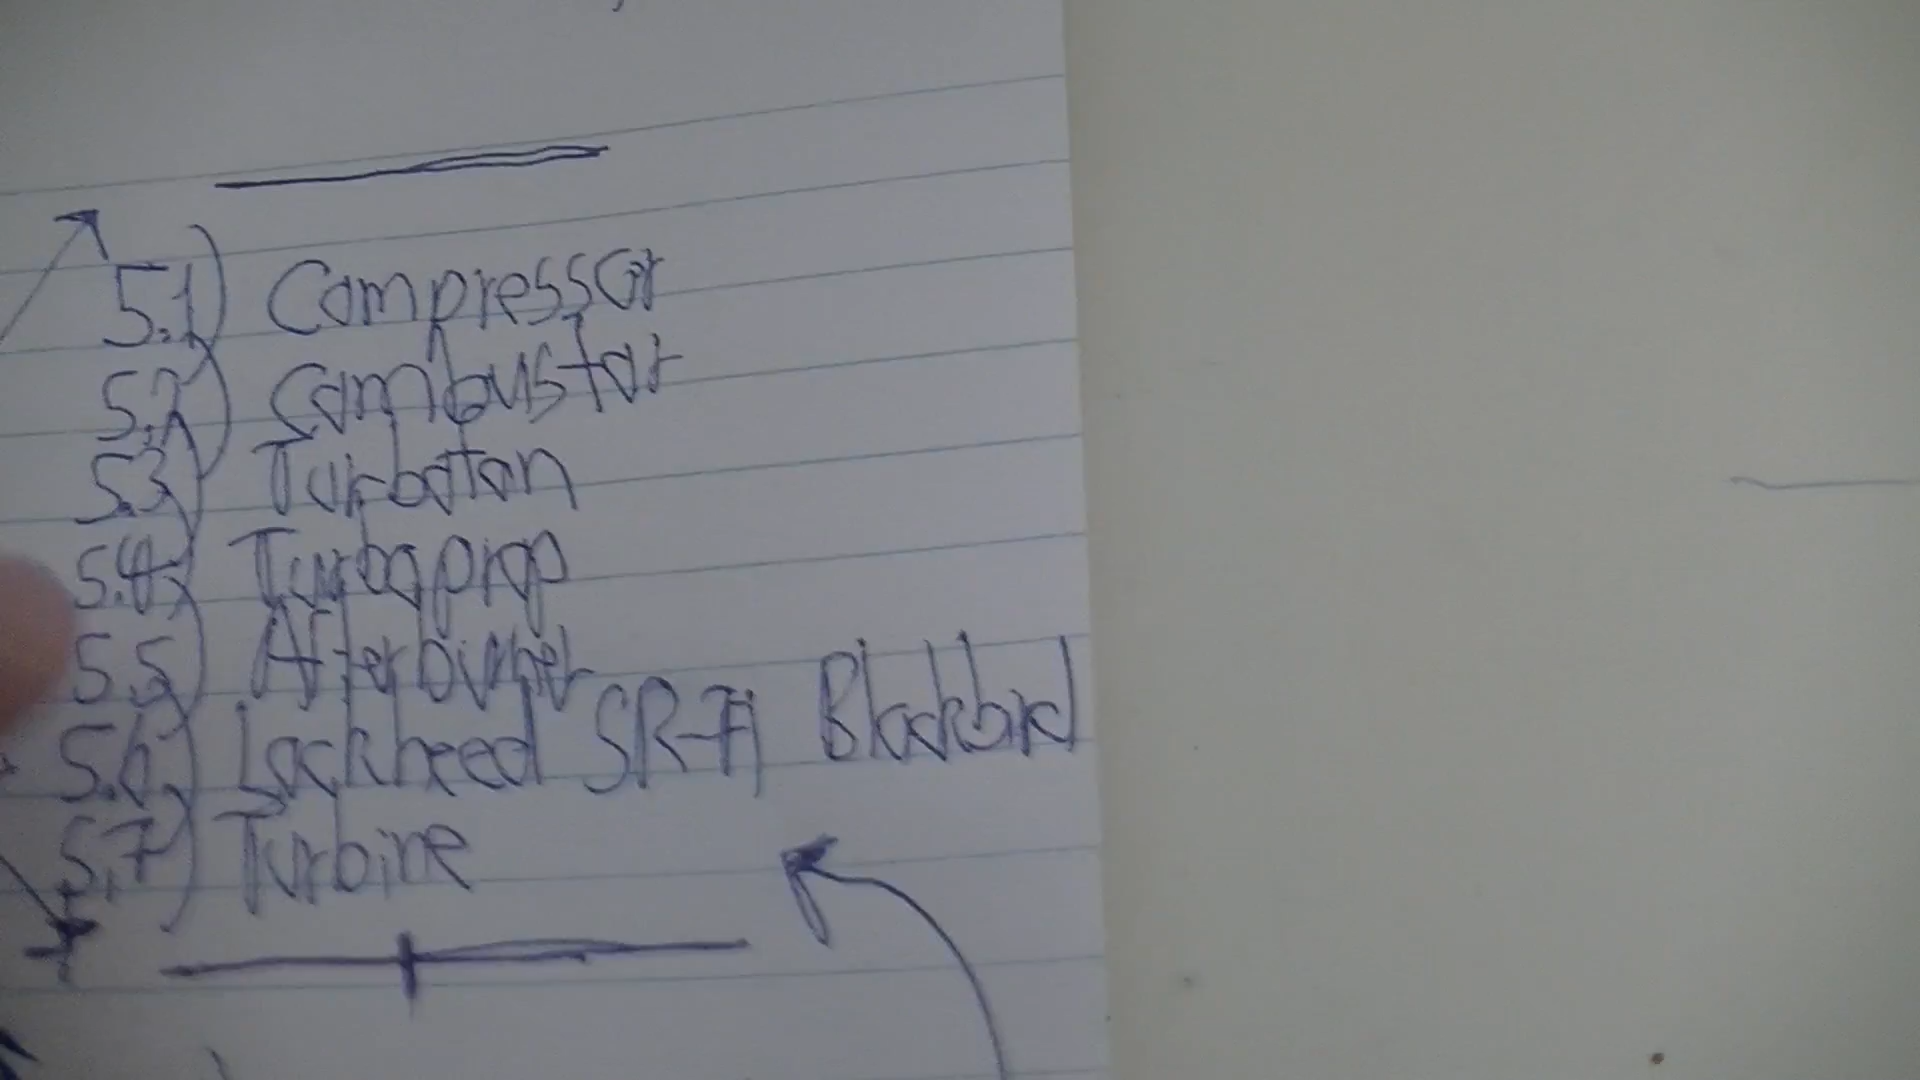 5.1) Compressor
5.2) Combustor
5.3) Turbofan
5.4) Turboprop
5.5) Afterburner
5.6) Lockheed SR-71 Blackbird
5.7) Turbine